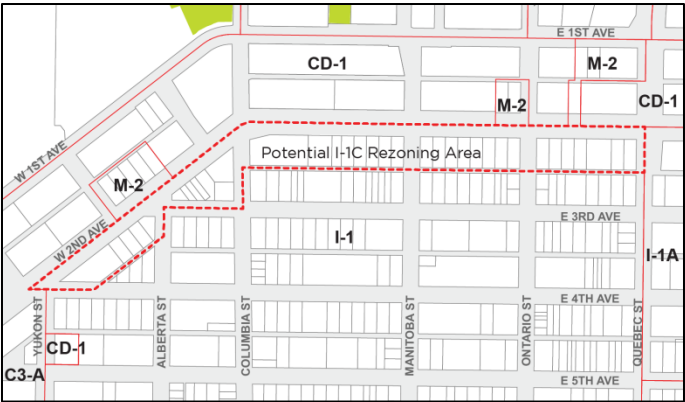 E 1ST AVE
CD-1
M-2
M-2
CD-1
W 1ST AVE
Potential I-1C Rezoning Area
M-2
E 3RD AVE
W 2ND AVE
I-1
I-1A
E 4TH AVE
YUKON ST
ALBERTA ST
COLUMBIA ST
MANITOBA ST
ONTARIO ST
QUEBEC ST
CD-1
C3-A
E 5TH AVE